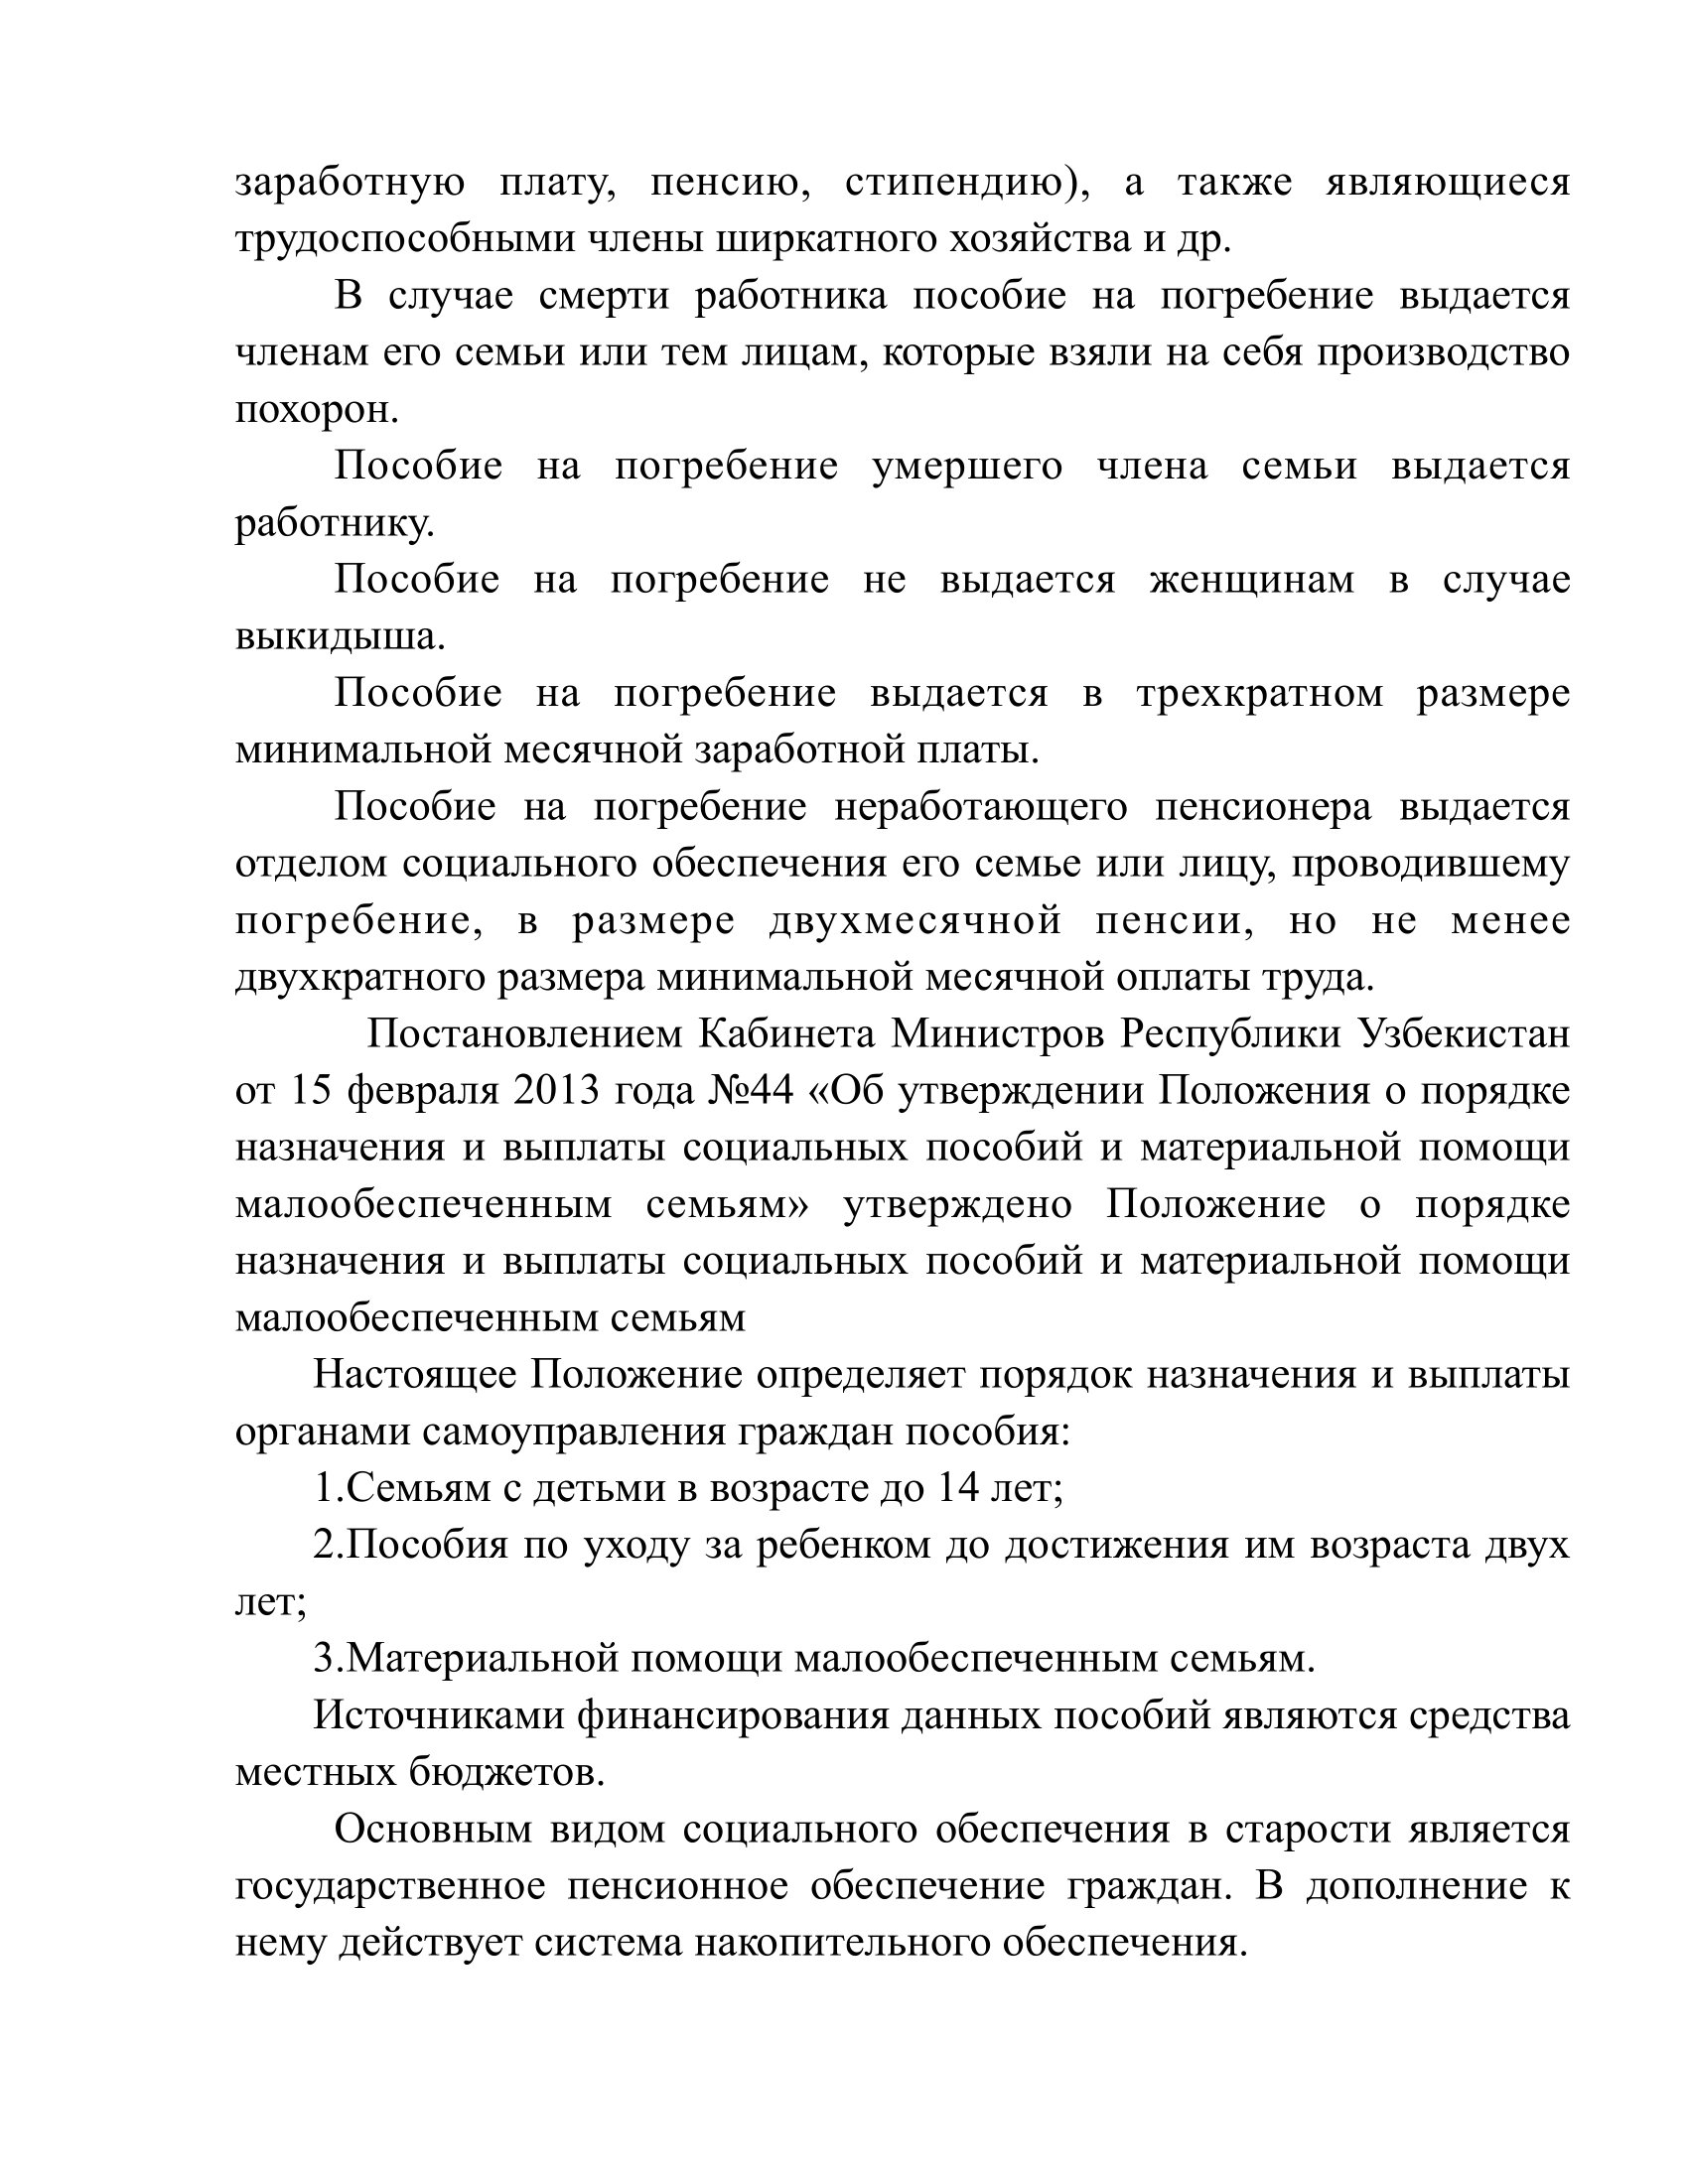 заработную плату, пенсию, стипендию), а также являющиеся
трудоспособными члены ширкатного хозяйства и др.
В случае смерти работника пособие на погребение выдается
членам его семьи или тем лицам, которые взяли на себя производство
похорон.
Пособие на погребение умершего члена семьи выдается
работнику.
Пособие на погребение не выдается женщинам в случае
выкидыша.
Пособие на погребение выдается в трехкратном размере
минимальной месячной заработной платы.
Пособие на погребение неработающего пенсионера выдается
отделом социального обеспечения его семье или лицу, проводившему
погребение, в размере двухмесячной пенсии, но не менее
двухкратного размера минимальной месячной оплаты труда.
Постановлением Кабинета Министров Республики Узбекистан
от 15 февраля 2013 года №44 «Об утверждении Положения о порядке
назначения и выплаты социальных пособий и материальной помощи
малообеспеченным семьям» утверждено Положение о порядке
назначения и выплаты социальных пособий и материальной помощи
малообеспеченным семьям
Настоящее Положение определяет порядок назначения и выплаты
органами самоуправления граждан пособия:
1.Семьям с детьми в возрасте до 14 лет;
2.Пособия по уходу за ребенком до достижения им возраста двух
лет;
3.Материальной помощи малообеспеченным семьям.
Источниками финансирования данных пособий являются средства
местных бюджетов.
Основным видом социального обеспечения в старости является
государственное пенсионное обеспечение граждан. В дополнение к
нему действует система накопительного обеспечения.